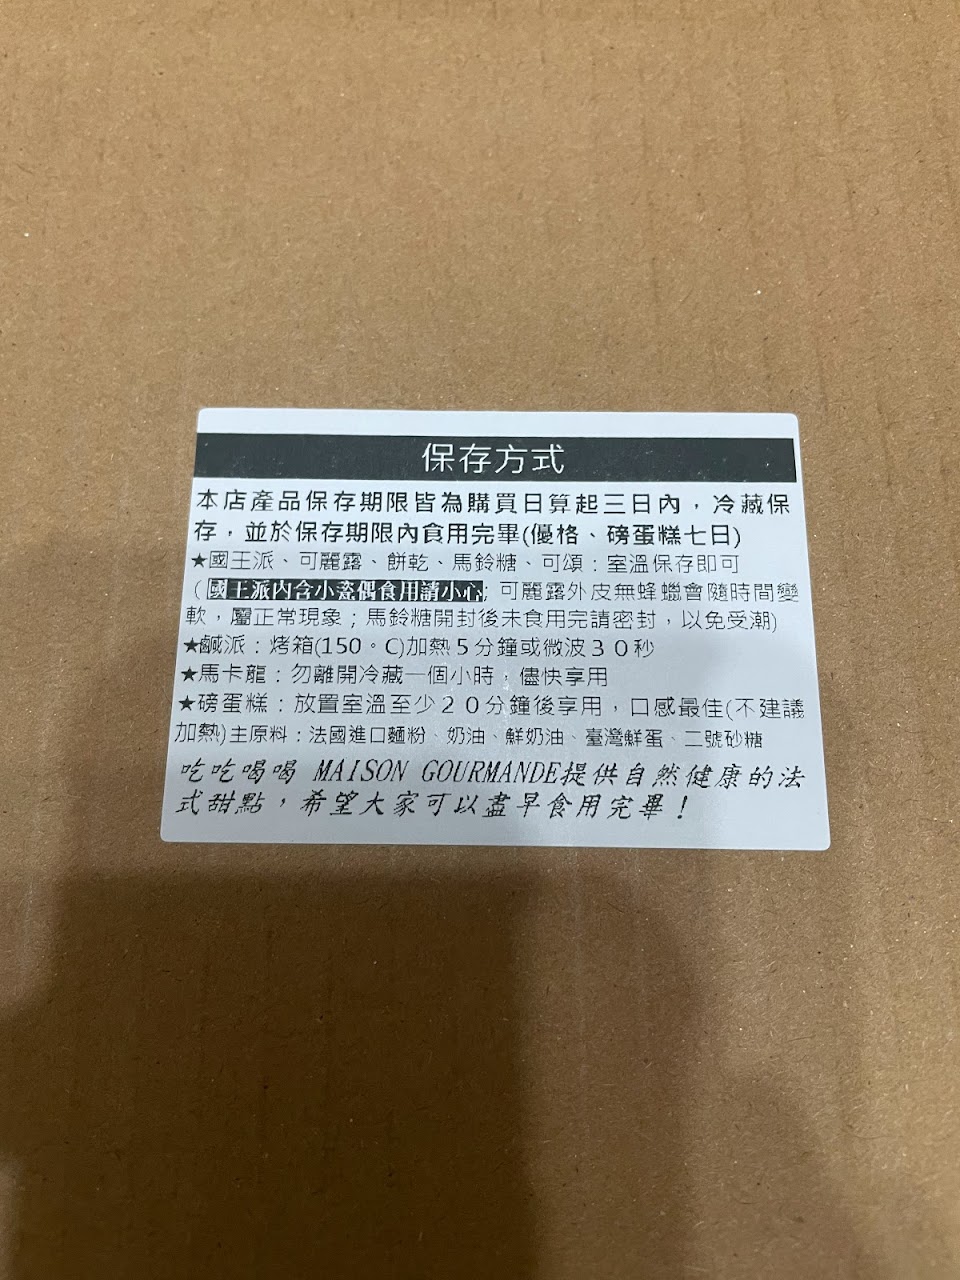 保存方式
本店產品保存期限皆為購買日算起三日內，冷藏保
存，並於保存期限內食用完畢(優格、磅蛋糕七日)
★國王派、可麗露、餅乾、馬鈴糖、可頌：室溫保存即可
(國王派內含小瓷偶食用請小心; 可麗露外皮無蜂蠟會隨時間變
軟，屬正常現象；馬鈴糖開封後未食用完請密封，以免受潮)
★鹹派：烤箱(150。C)加熱５分鐘或微波３０秒
★馬卡龍：勿離開冷藏一個小時，儘快享用
★磅蛋糕：放置室溫至少２０分鐘後享用，口感最佳(不建議
加熱)主原料：法國進口麵粉、奶油、鮮奶油、臺灣鮮蛋、二號砂糖
吃吃喝喝 MAISON GOURMANDE提供自然健康的法
式甜點，希望大家可以盡早食用完畢！